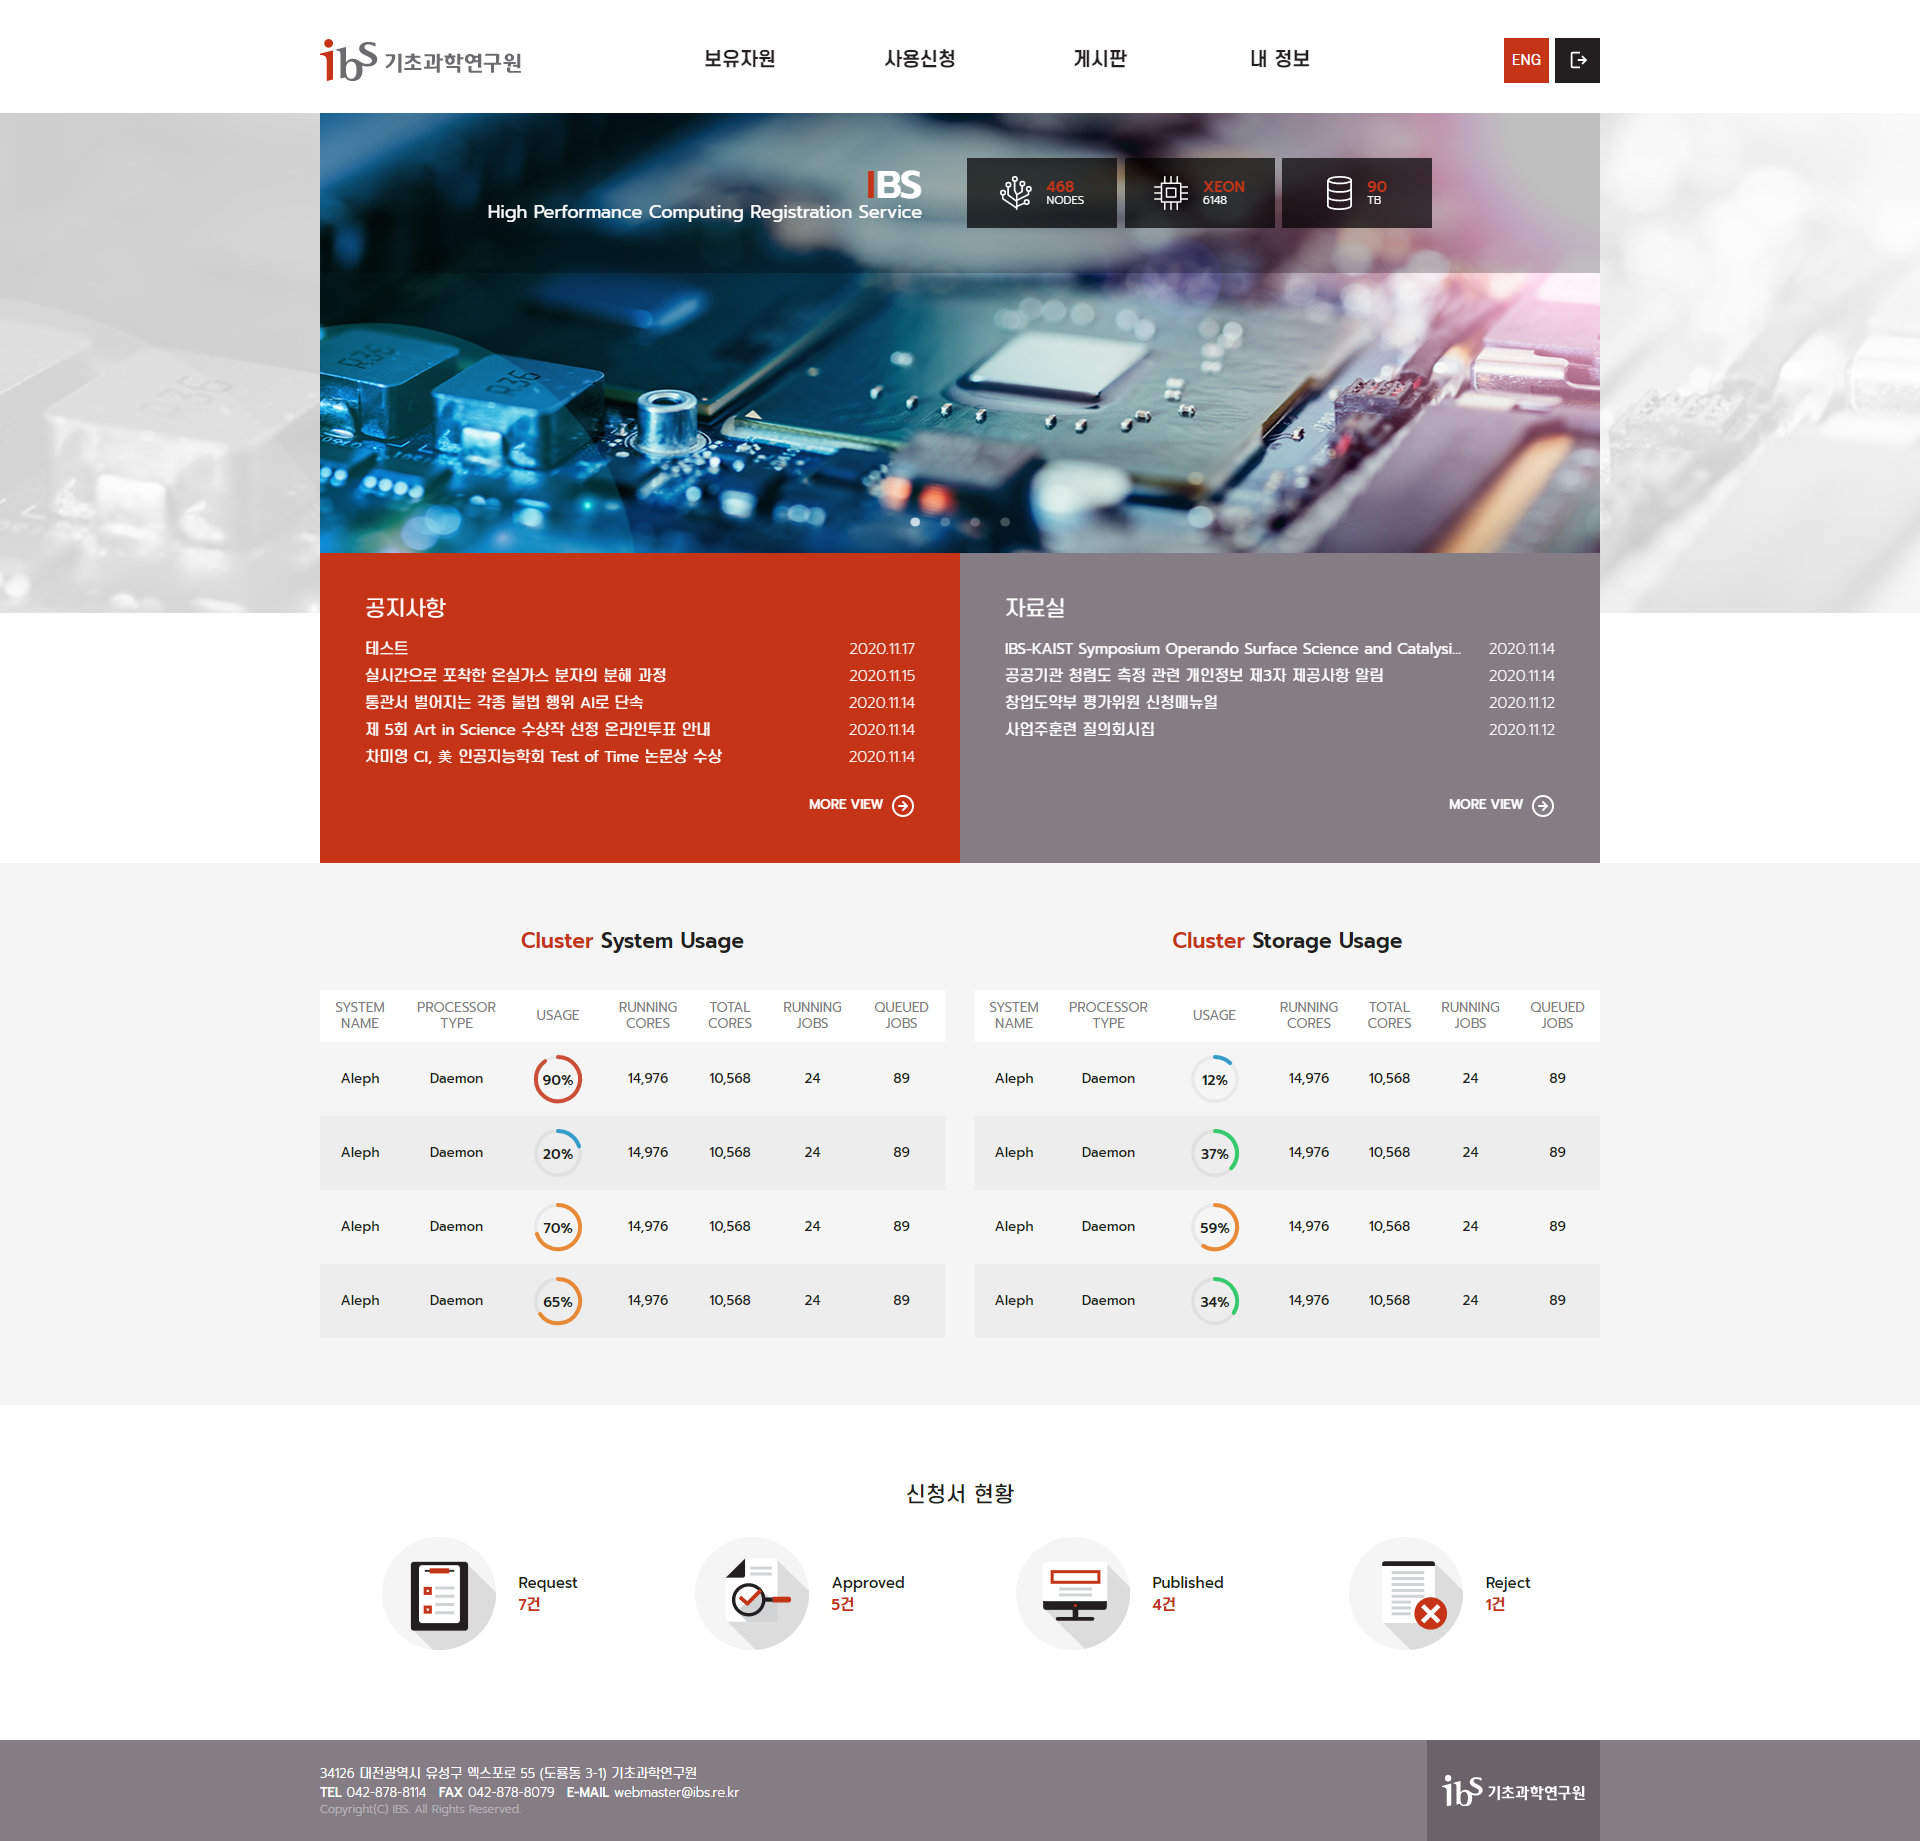 ibs 기초과학연구원
보유자원
사용신청
게시판
내 정보
ENG
IBS
High Performance Computing Registration Service
468
NODES
XEON
6148
90
TB
R36
R36
공지사항
테스트 2020.11.17
실시간으로 포착한 온실가스 분자의 분해 과정 2020.11.15
통관서 벌어지는 각종 불법 행위 AI로 단속 2020.11.14
제 5회 Art in Science 수상작 선정 온라인투표 안내 2020.11.14
차미영 CI, 美 인공지능학회 Test of Time 논문상 수상 2020.11.14
MORE VIEW
자료실
IBS-KAIST Symposium Operando Surface Science and Catalysi... 2020.11.14
공공기관 청렴도 측정 관련 개인정보 제3자 제공사항 알림 2020.11.14
창업도약부 평가위원 신청매뉴얼 2020.11.12
사업주훈련 질의회시집 2020.11.12
MORE VIEW
Cluster System Usage
SYSTEM NAME PROCESSOR TYPE USAGE RUNNING CORES TOTAL CORES RUNNING JOBS QUEUED JOBS
Aleph Daemon 90% 14,976 10,568 24 89
Aleph Daemon 20% 14,976 10,568 24 89
Aleph Daemon 70% 14,976 10,568 24 89
Aleph Daemon 65% 14,976 10,568 24 89
Cluster Storage Usage
SYSTEM NAME PROCESSOR TYPE USAGE RUNNING CORES TOTAL CORES RUNNING JOBS QUEUED JOBS
Aleph Daemon 12% 14,976 10,568 24 89
Aleph Daemon 37% 14,976 10,568 24 89
Aleph Daemon 59% 14,976 10,568 24 89
Aleph Daemon 34% 14,976 10,568 24 89
신청서 현황
Request
7건
Approved
5건
Published
4건
Reject
1건
34126 대전광역시 유성구 엑스포로 55 (도룡동 3-1) 기초과학연구원
TEL 042-878-8114 FAX 042-878-8079 E-MAIL webmaster@ibs.re.kr
Copyright(C) IBS. All Rights Reserved.
ibs 기초과학연구원